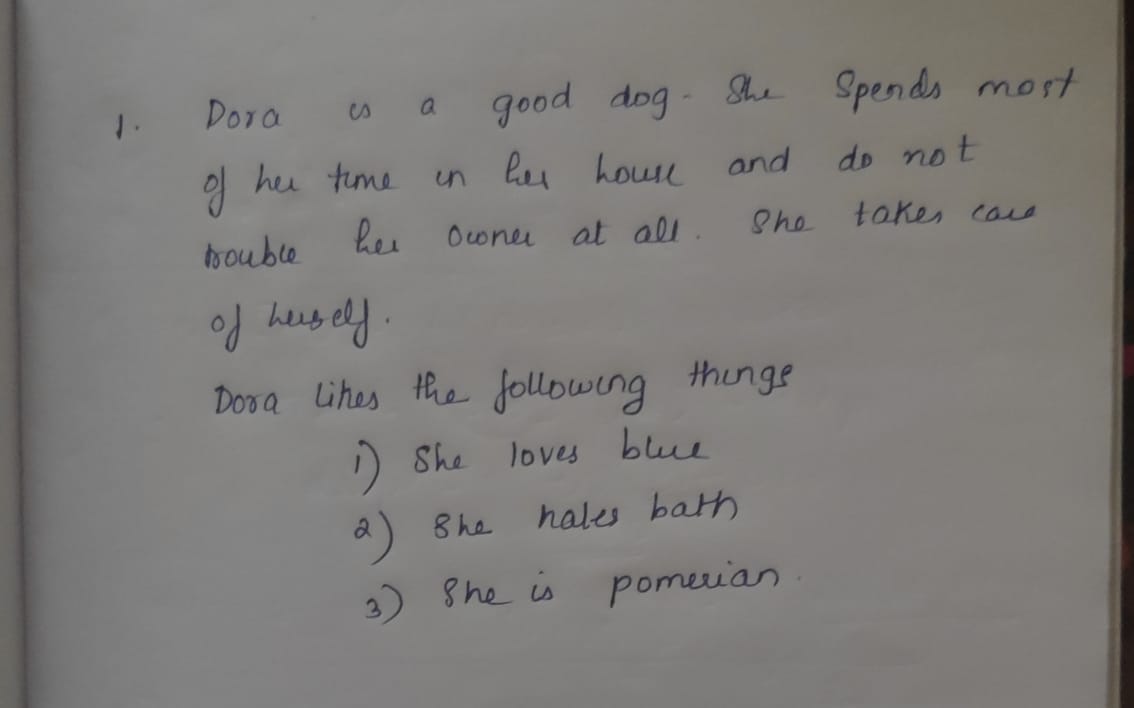 1. Dora is a good dog. She Spends most
of her time in her house and do not
trouble her Owner at all. She takes care
of herself.
Dora likes the following things
1) She loves blue
2) She hates bath
3) She is pomerian.